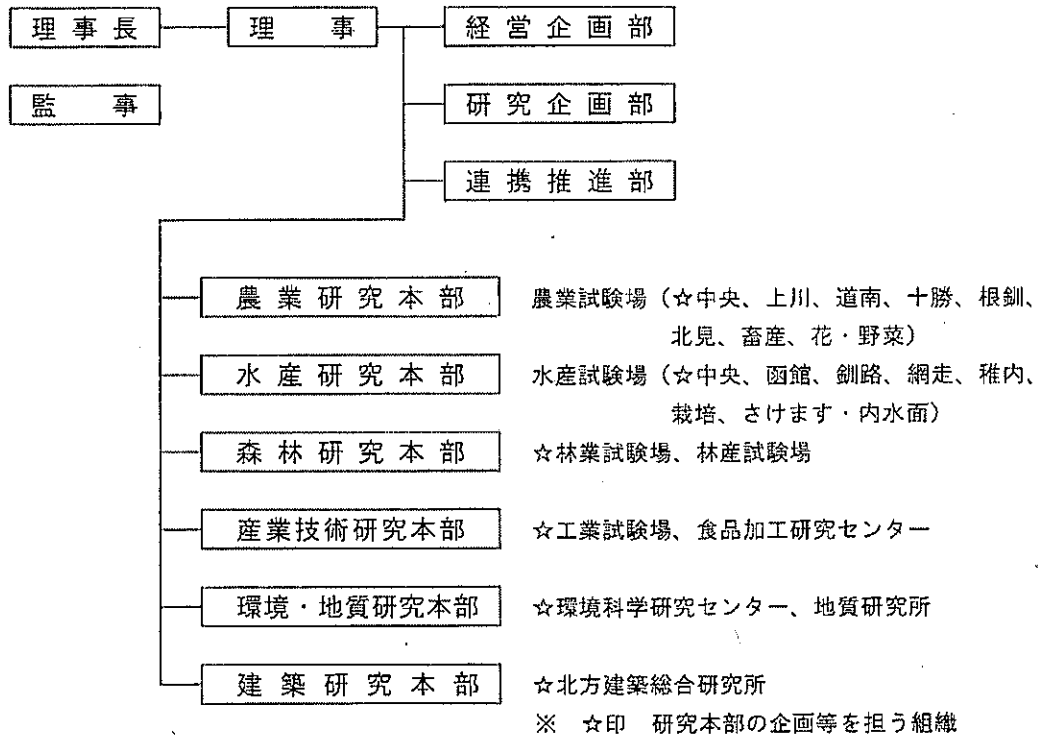 理事長 理事 経営企画部
監事 研究企画部
連携推進部
農業研究本部 農業試験場（☆中央、上川、道南、十勝、根釧、
北見、畜産、花・野菜）
水産研究本部 水産試験場（☆中央、函館、釧路、網走、稚内、
栽培、さけます・内水面）
森林研究本部 ☆林業試験場、林産試験場
産業技術研究本部 ☆工業試験場、食品加工研究センター
環境・地質研究本部 ☆環境科学研究センター、地質研究所
建築研究本部 ☆北方建築総合研究所
※ ☆印 研究本部の企画等を担う組織